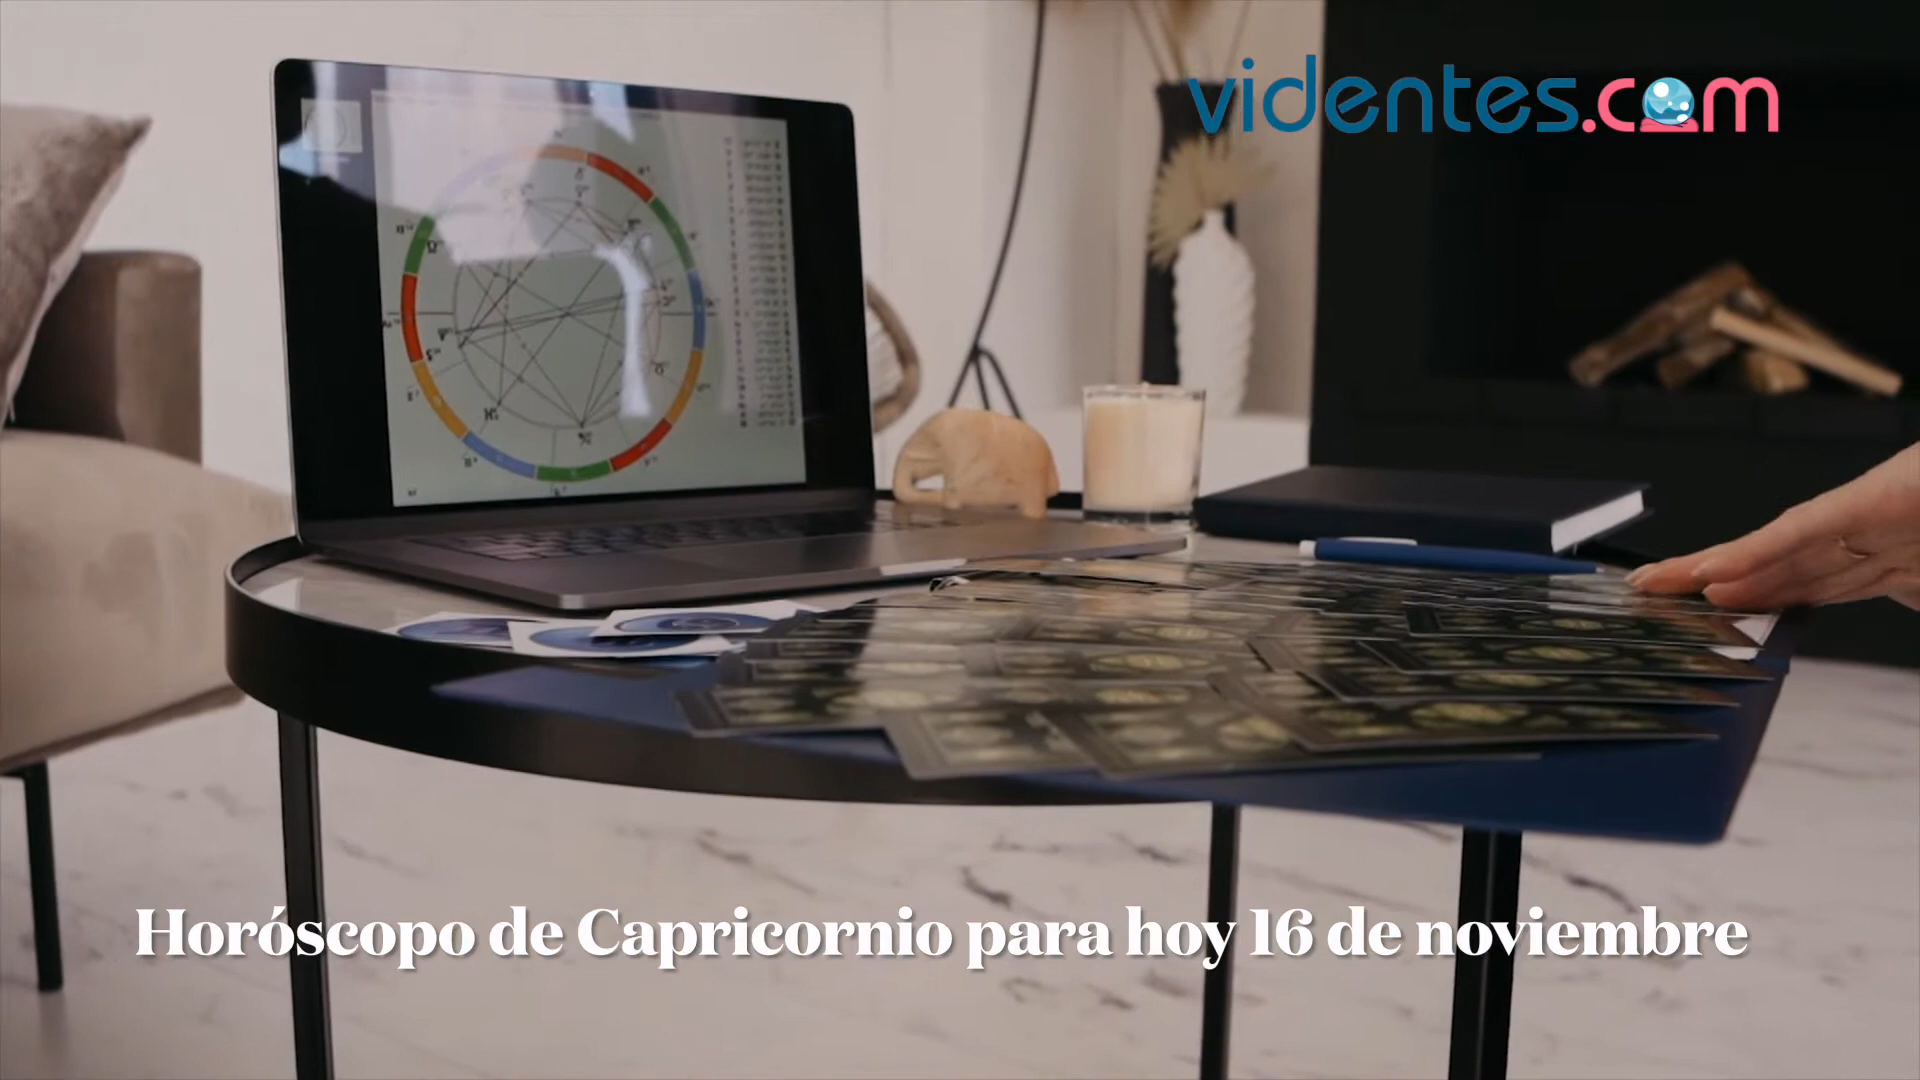 videntes.com
Horóscopo de Capricornio para hoy 16 de noviembre